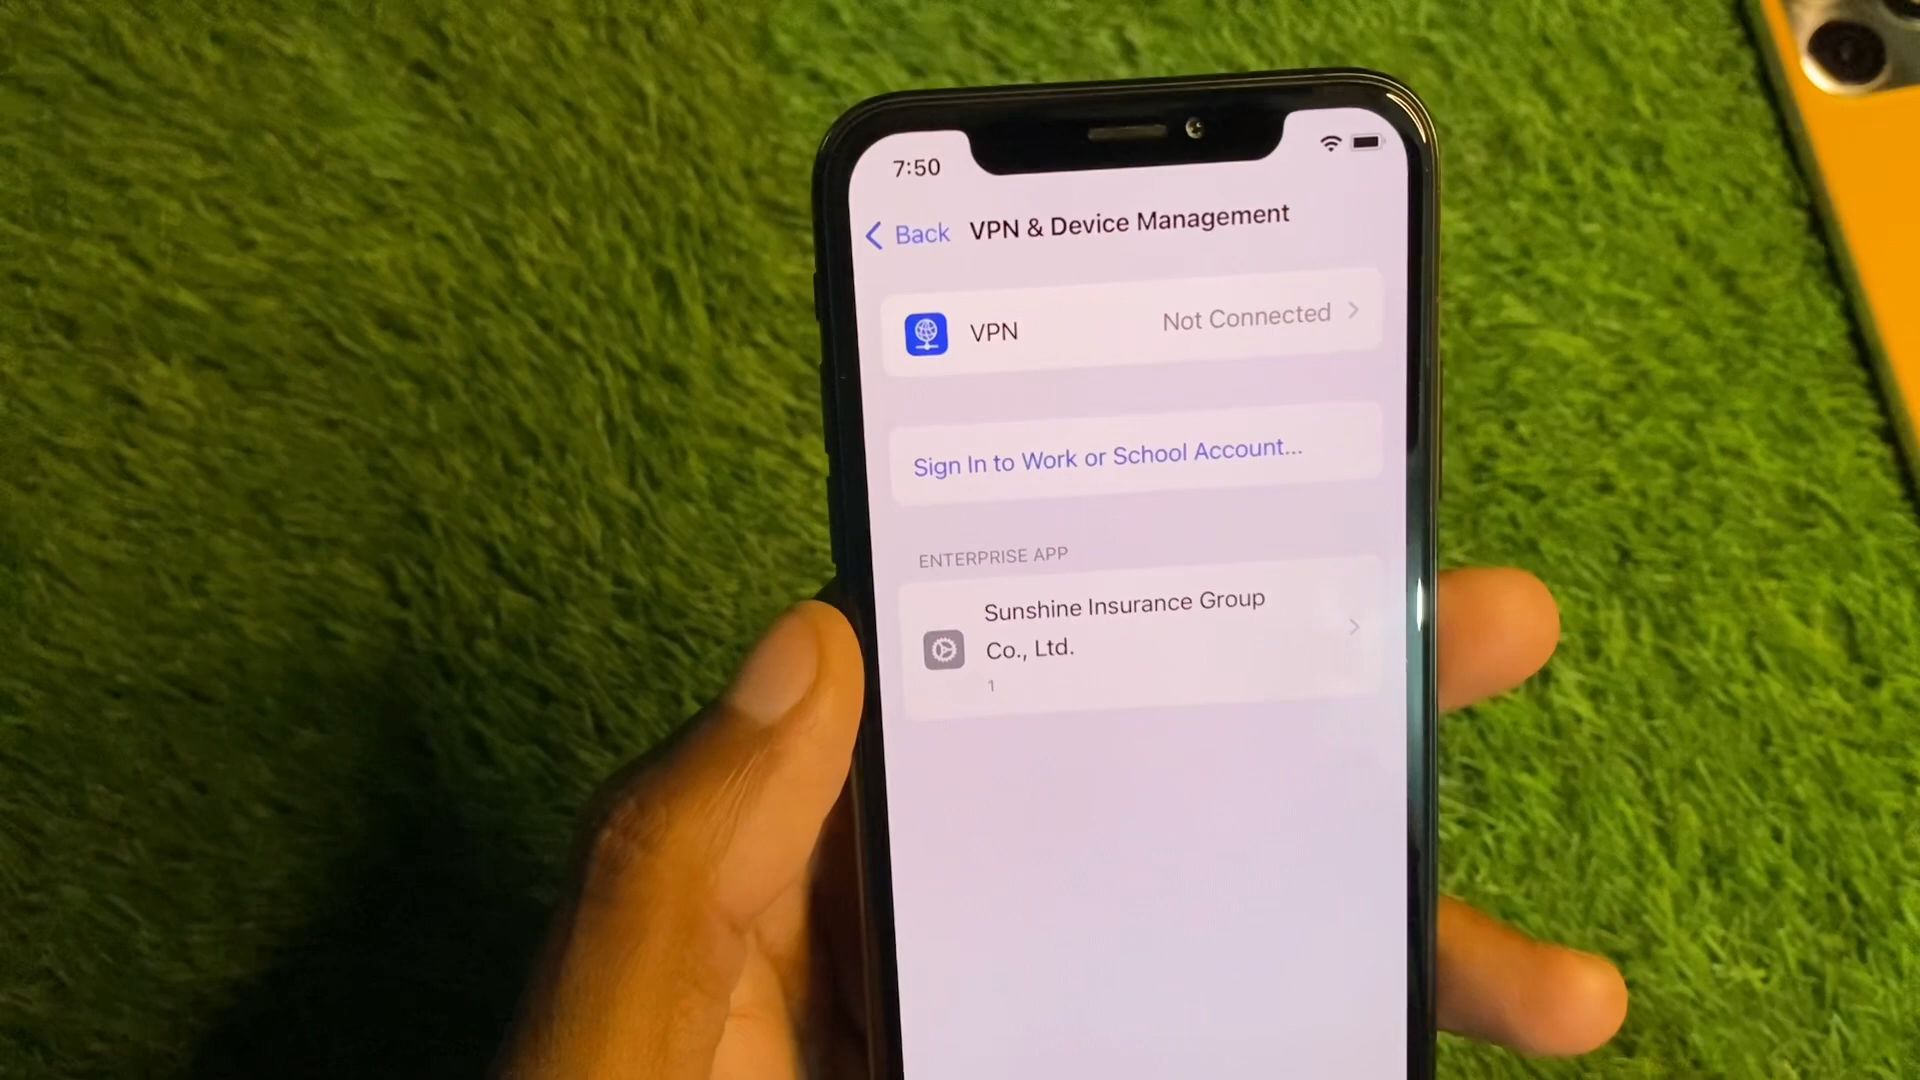 7:50
Back VPN & Device Management
VPN Not Connected
Sign In to Work or School Account...
ENTERPRISE APP
Sunshine Insurance Group
Co., Ltd.
1